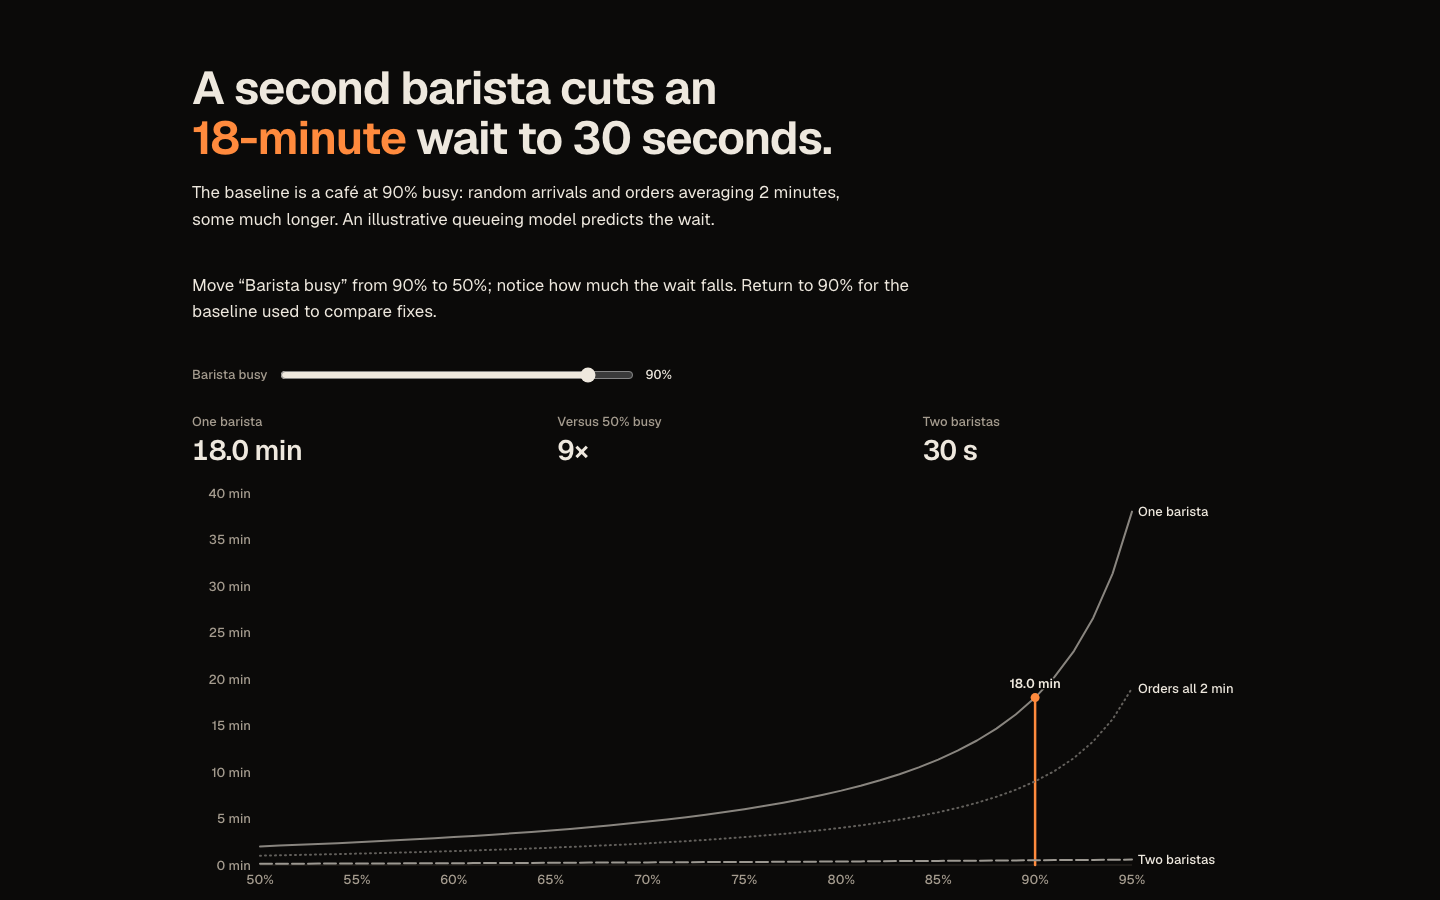 A second barista cuts an
18-minute wait to 30 seconds.
The baseline is a café at 90% busy: random arrivals and orders averaging 2 minutes,
some much longer. An illustrative queueing model predicts the wait.
Move “Barista busy” from 90% to 50%; notice how much the wait falls. Return to 90% for the
baseline used to compare fixes.
Barista busy 90%
One barista Versus 50% busy Two baristas
18.0 min 9× 30 s
40 min
One barista
35 min
30 min
25 min
20 min
18.0 min
Orders all 2 min
15 min
10 min
5 min
Two baristas
0 min
50% 55% 60% 65% 70% 75% 80% 85% 90% 95%